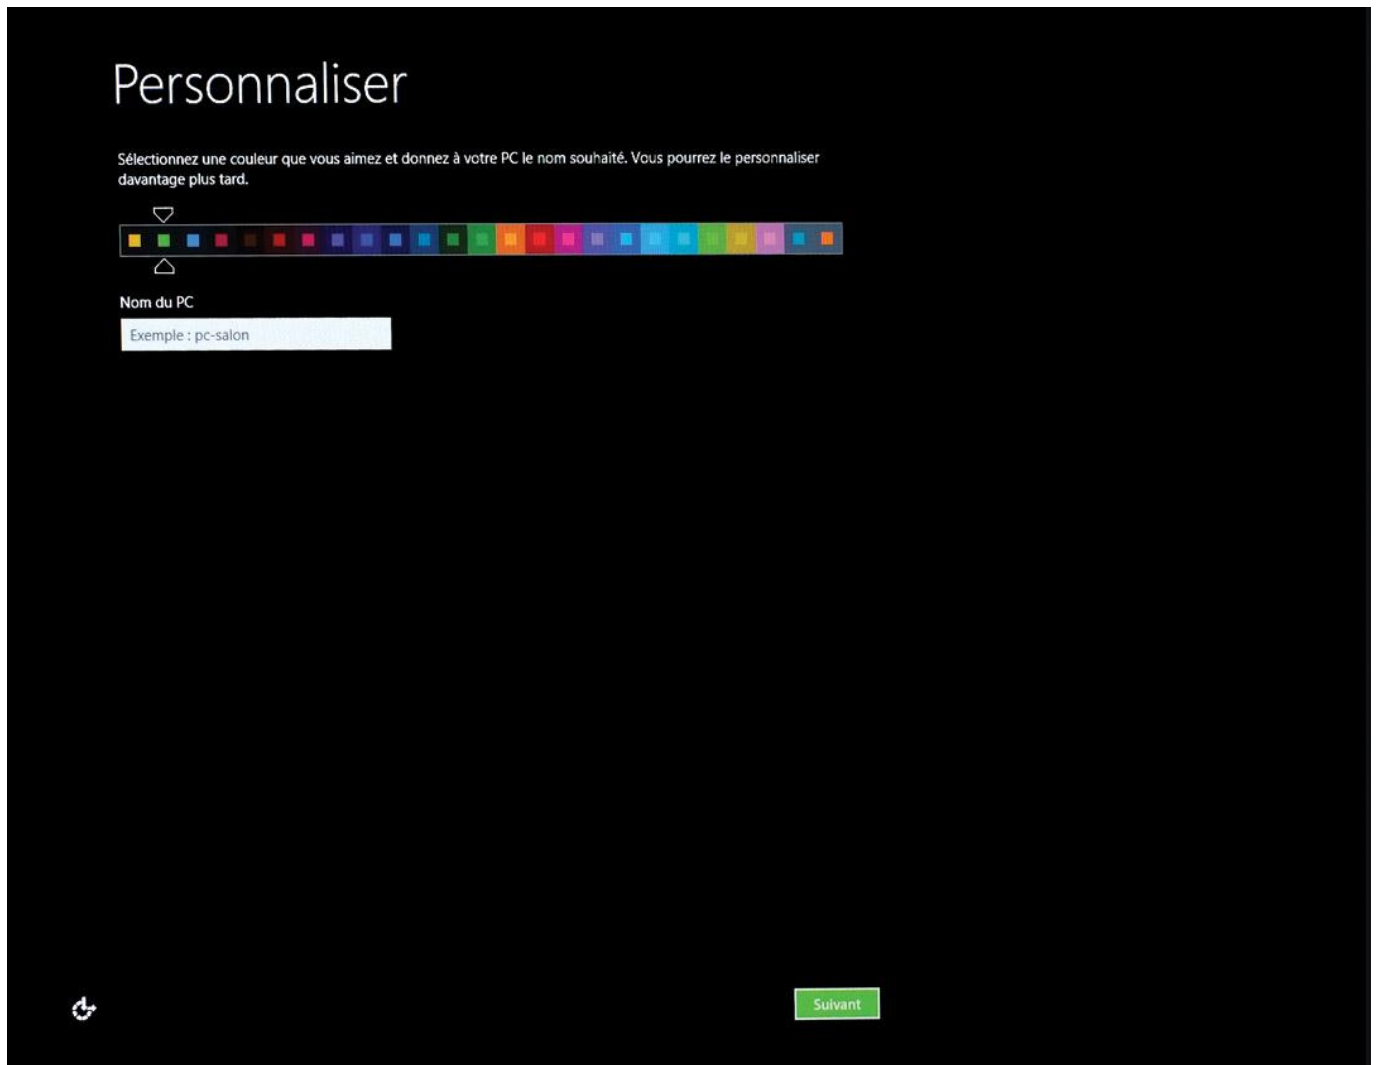 Personnaliser
Sélectionnez une couleur que vous aimez et donnez à votre PC le nom souhaité. Vous pourrez le personnaliser
davantage plus tard.
Nom du PC
Exemple : pc-salon
Suivant